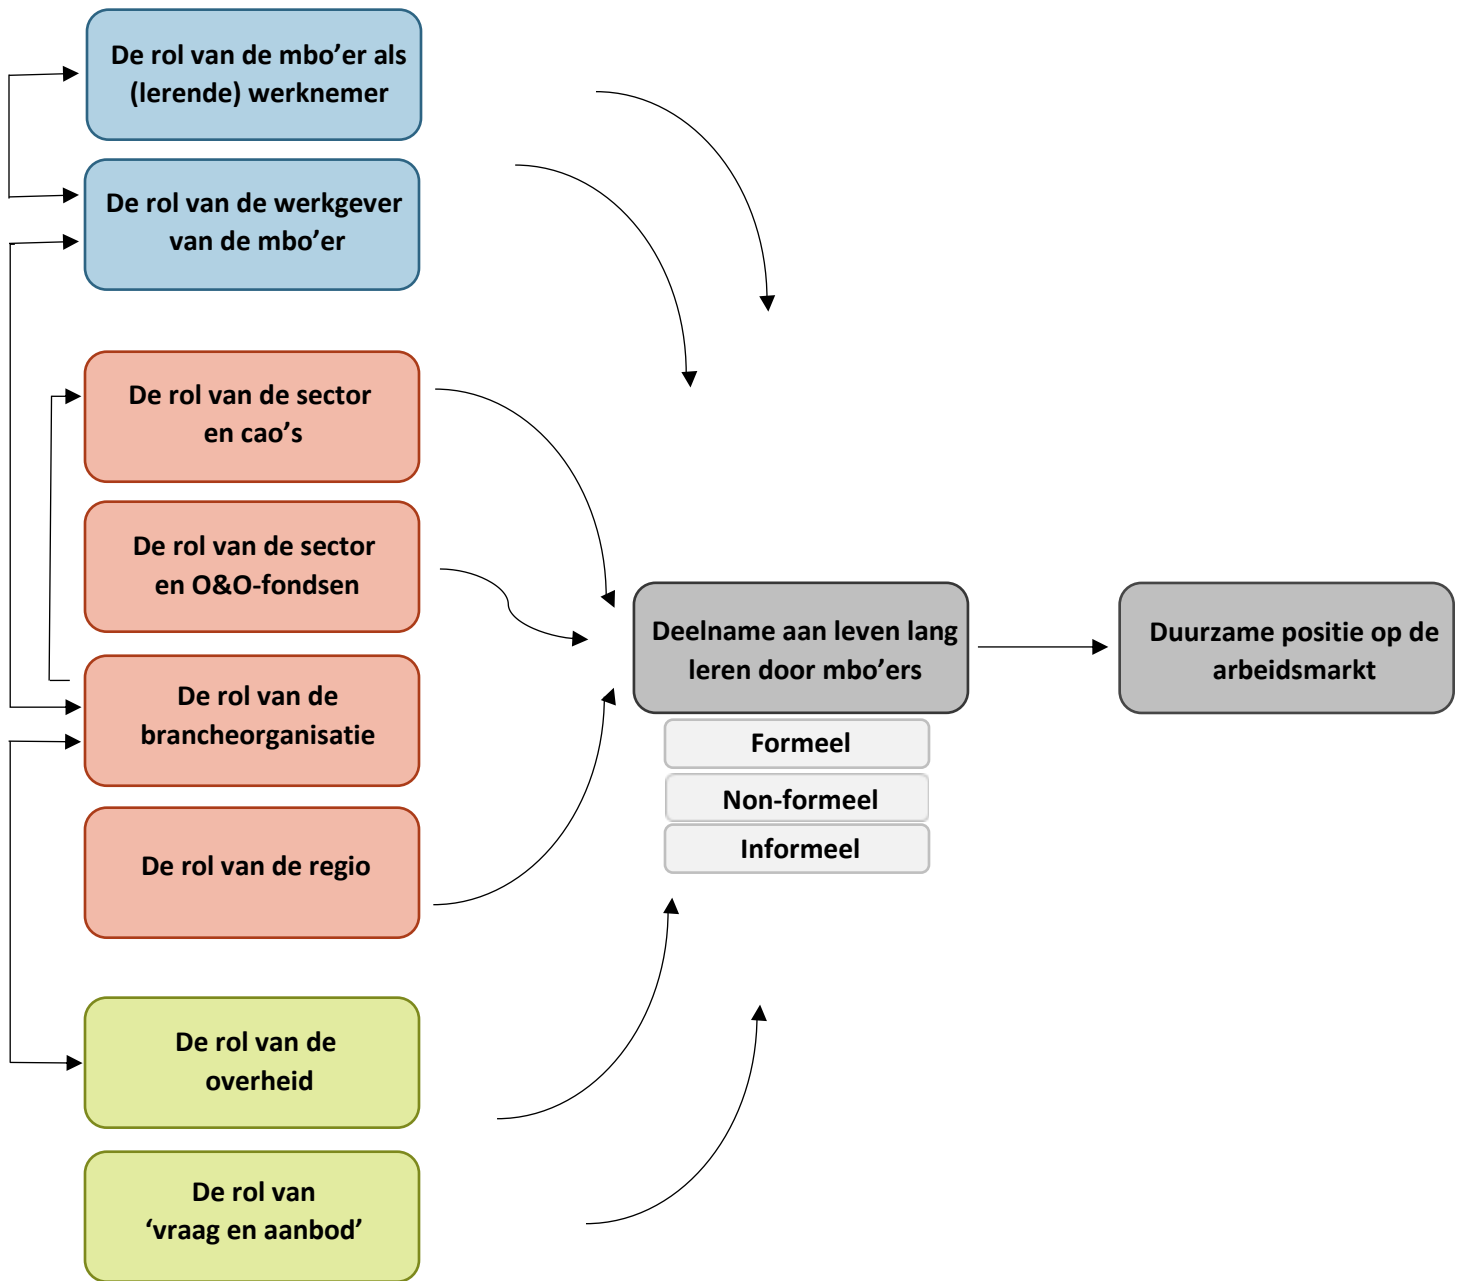 De rol van de mbo’er als
(lerende) werknemer
De rol van de werkgever
van de mbo’er
De rol van de sector
en cao’s
De rol van de sector
en O&O-fondsen
De rol van de
brancheorganisatie
De rol van de regio
De rol van de
overheid
De rol van
‘vraag en aanbod’
Deelname aan leven lang
leren door mbo’ers
Formeel
Non-formeel
Informeel
Duurzame positie op de
arbeidsmarkt